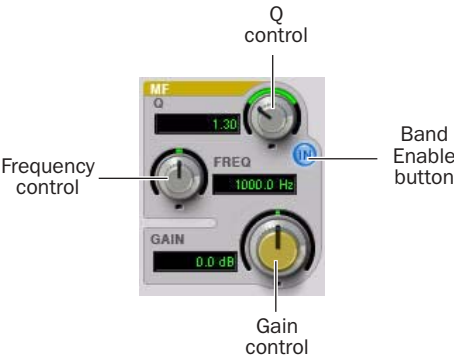 Q
control
MF
Q
1.30
IN
Band
Enable
button
Frequency
control
FREQ
1000.0 Hz
GAIN
0.0 dB
Gain
control